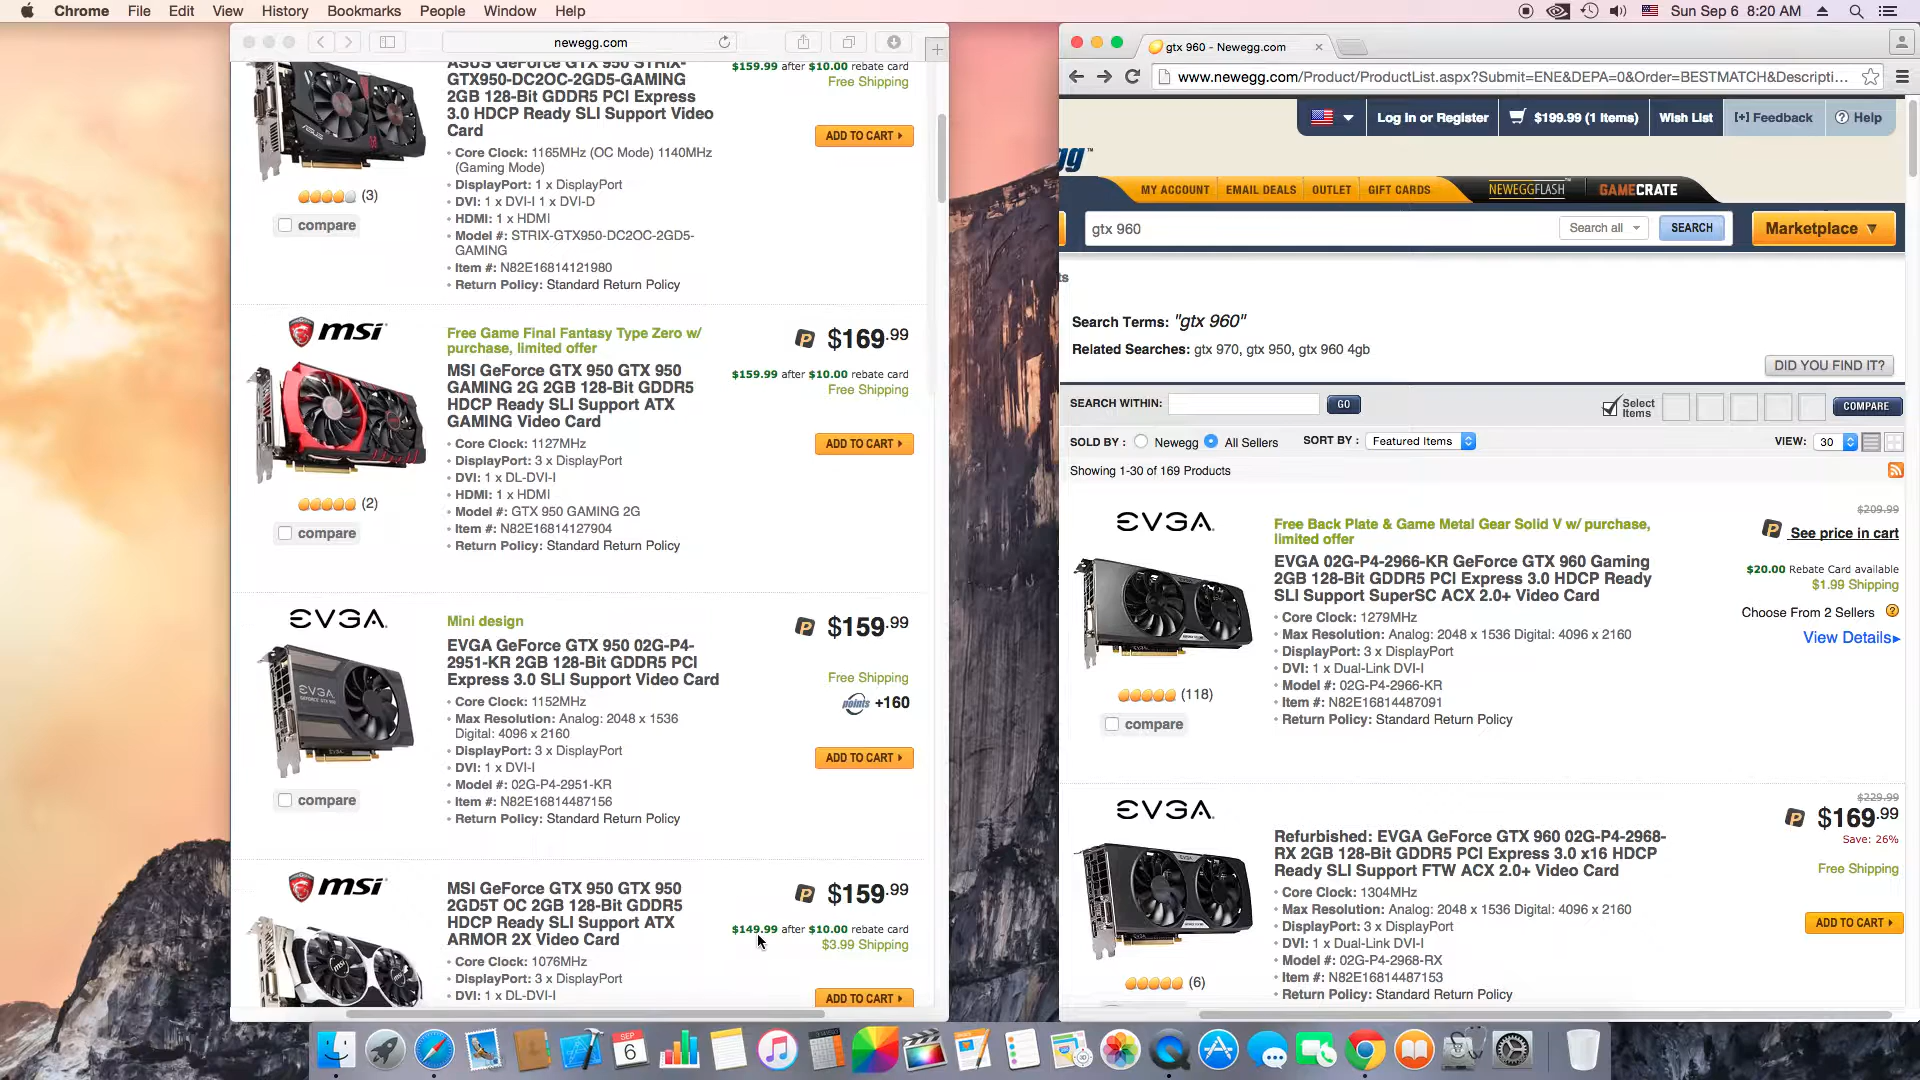 Chrome File Edit View History Bookmarks People Window Help
Sun Sep 6 8:20 AM
newegg.com
ASUS GeForce GTX 950 STRIX-
GTX950-DC2OC-2GD5-GAMING
2GB 128-Bit GDDR5 PCI Express
3.0 HDCP Ready SLI Support Video
Card
• Core Clock: 1165MHz (OC Mode) 1140MHz
(Gaming Mode)
• DisplayPort: 1 x DisplayPort
• DVI: 1 x DVI-I 1 x DVI-D
• HDMI: 1 x HDMI
• Model #: STRIX-GTX950-DC2OC-2GD5-
GAMING
• Item #: N82E16814121980
• Return Policy: Standard Return Policy
$159.99 after $10.00 rebate card
Free Shipping
ADD TO CART
(3)
compare
msi
Free Game Final Fantasy Type Zero w/
purchase, limited offer
MSI GeForce GTX 950 GTX 950
GAMING 2G 2GB 128-Bit GDDR5
HDCP Ready SLI Support ATX
GAMING Video Card
• Core Clock: 1127MHz
• DisplayPort: 3 x DisplayPort
• DVI: 1 x DL-DVI-I
• HDMI: 1 x HDMI
• Model #: GTX 950 GAMING 2G
• Item #: N82E16814127904
• Return Policy: Standard Return Policy
$169.99
$159.99 after $10.00 rebate card
Free Shipping
ADD TO CART
(2)
compare
EVGA
Mini design
EVGA GeForce GTX 950 02G-P4-
2951-KR 2GB 128-Bit GDDR5 PCI
Express 3.0 SLI Support Video Card
• Core Clock: 1152MHz
• Max Resolution: Analog: 2048 x 1536
Digital: 4096 x 2160
• DisplayPort: 3 x DisplayPort
• DVI: 1 x DVI-I
• Model #: 02G-P4-2951-KR
• Item #: N82E16814487156
• Return Policy: Standard Return Policy
$159.99
Free Shipping
points +160
ADD TO CART
compare
msi
MSI GeForce GTX 950 GTX 950
2GD5T OC 2GB 128-Bit GDDR5
HDCP Ready SLI Support ATX
ARMOR 2X Video Card
• Core Clock: 1076MHz
• DisplayPort: 3 x DisplayPort
• DVI: 1 x DL-DVI-I
$159.99
$149.99 after $10.00 rebate card
$3.99 Shipping
ADD TO CART
gtx 960 - Newegg.com
www.newegg.com/Product/ProductList.aspx?Submit=ENE&DEPA=0&Order=BESTMATCH&Descripti...
Log In or Register
$199.99 (1 Items)
Wish List
[+] Feedback
Help
MY ACCOUNT EMAIL DEALS OUTLET GIFT CARDS NEWEGGFLASH GAMECRATE
gtx 960
Search all
SEARCH
Marketplace
ts
Search Terms: "gtx 960"
Related Searches: gtx 970, gtx 950, gtx 960 4gb
DID YOU FIND IT?
SEARCH WITHIN:
GO
Select
Items
COMPARE
SOLD BY : Newegg All Sellers
SORT BY : Featured Items
VIEW: 30
Showing 1-30 of 169 Products
EVGA
Free Back Plate & Game Metal Gear Solid V w/ purchase,
limited offer
EVGA 02G-P4-2966-KR GeForce GTX 960 Gaming
2GB 128-Bit GDDR5 PCI Express 3.0 HDCP Ready
SLI Support SuperSC ACX 2.0+ Video Card
• Core Clock: 1279MHz
• Max Resolution: Analog: 2048 x 1536 Digital: 4096 x 2160
• DisplayPort: 3 x DisplayPort
• DVI: 1 x Dual-Link DVI-I
• Model #: 02G-P4-2966-KR
• Item #: N82E16814487091
• Return Policy: Standard Return Policy
$209.99
See price in cart
$20.00 Rebate Card available
$1.99 Shipping
Choose From 2 Sellers
View Details
(118)
compare
EVGA
Refurbished: EVGA GeForce GTX 960 02G-P4-2968-
RX 2GB 128-Bit GDDR5 PCI Express 3.0 x16 HDCP
Ready SLI Support FTW ACX 2.0+ Video Card
• Core Clock: 1304MHz
• Max Resolution: Analog: 2048 x 1536 Digital: 4096 x 2160
• DisplayPort: 3 x DisplayPort
• DVI: 1 x Dual-Link DVI-I
• Model #: 02G-P4-2968-RX
• Item #: N82E16814487153
• Return Policy: Standard Return Policy
$229.99
$169.99
Save: 26%
Free Shipping
ADD TO CART
(6)
SEP
6